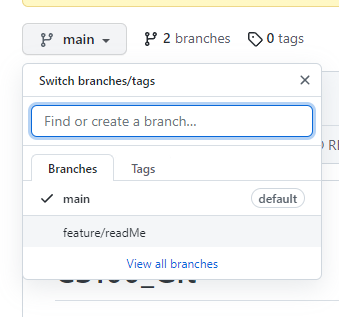 main
2 branches
0 tags
Switch branches/tags
Find or create a branch...
Branches
Tags
main
default
feature/readMe
View all branches